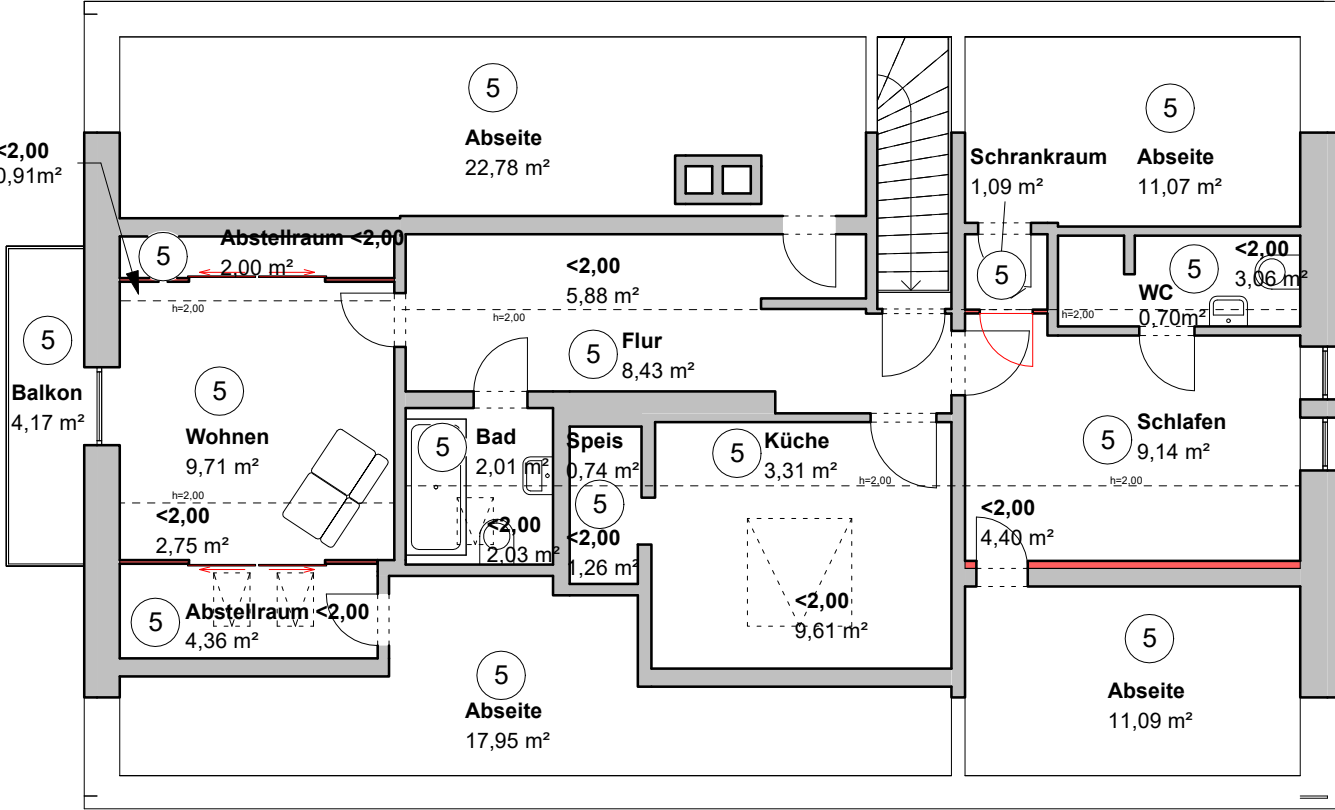 5
Abseite
22,78 m²
5
Abseite
11,07 m²
Schrankraum
1,09 m²
5
<2,00
0,91m²
5
Abstellraum <2,00
2,00 m²
h=2,00
<2,00
5,88 m²
h=2,00
5
Flur
8,43 m²
5
<2,00
3,06 m²
WC
0,70m²
h=2,00
5
Balkon
4,17 m²
5
Wohnen
9,71 m²
h=2,00
<2,00
2,75 m²
5
Bad
2,01 m²
<2,00
2,03 m²
Speis
0,74 m²
5
<2,00
1,26 m²
5
Küche
3,31 m²
h=2,00
<2,00
9,61 m²
5
Schlafen
9,14 m²
h=2,00
<2,00
4,40 m²
5
Abstellraum <2,00
4,36 m²
5
Abseite
17,95 m²
5
Abseite
11,09 m²